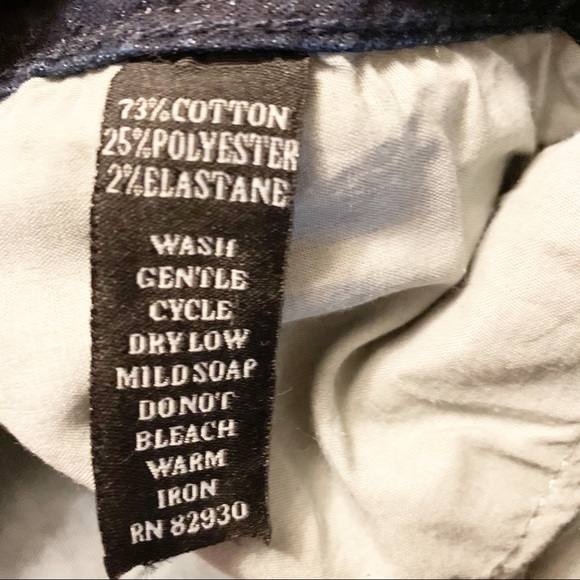 73%COTTON
25%POLYESTER
2%ELASTANE
WASH
GENTLE
CYCLE
DRY LOW
MILD SOAP
DO NOT
BLEACH
WARM
IRON
RN 82930